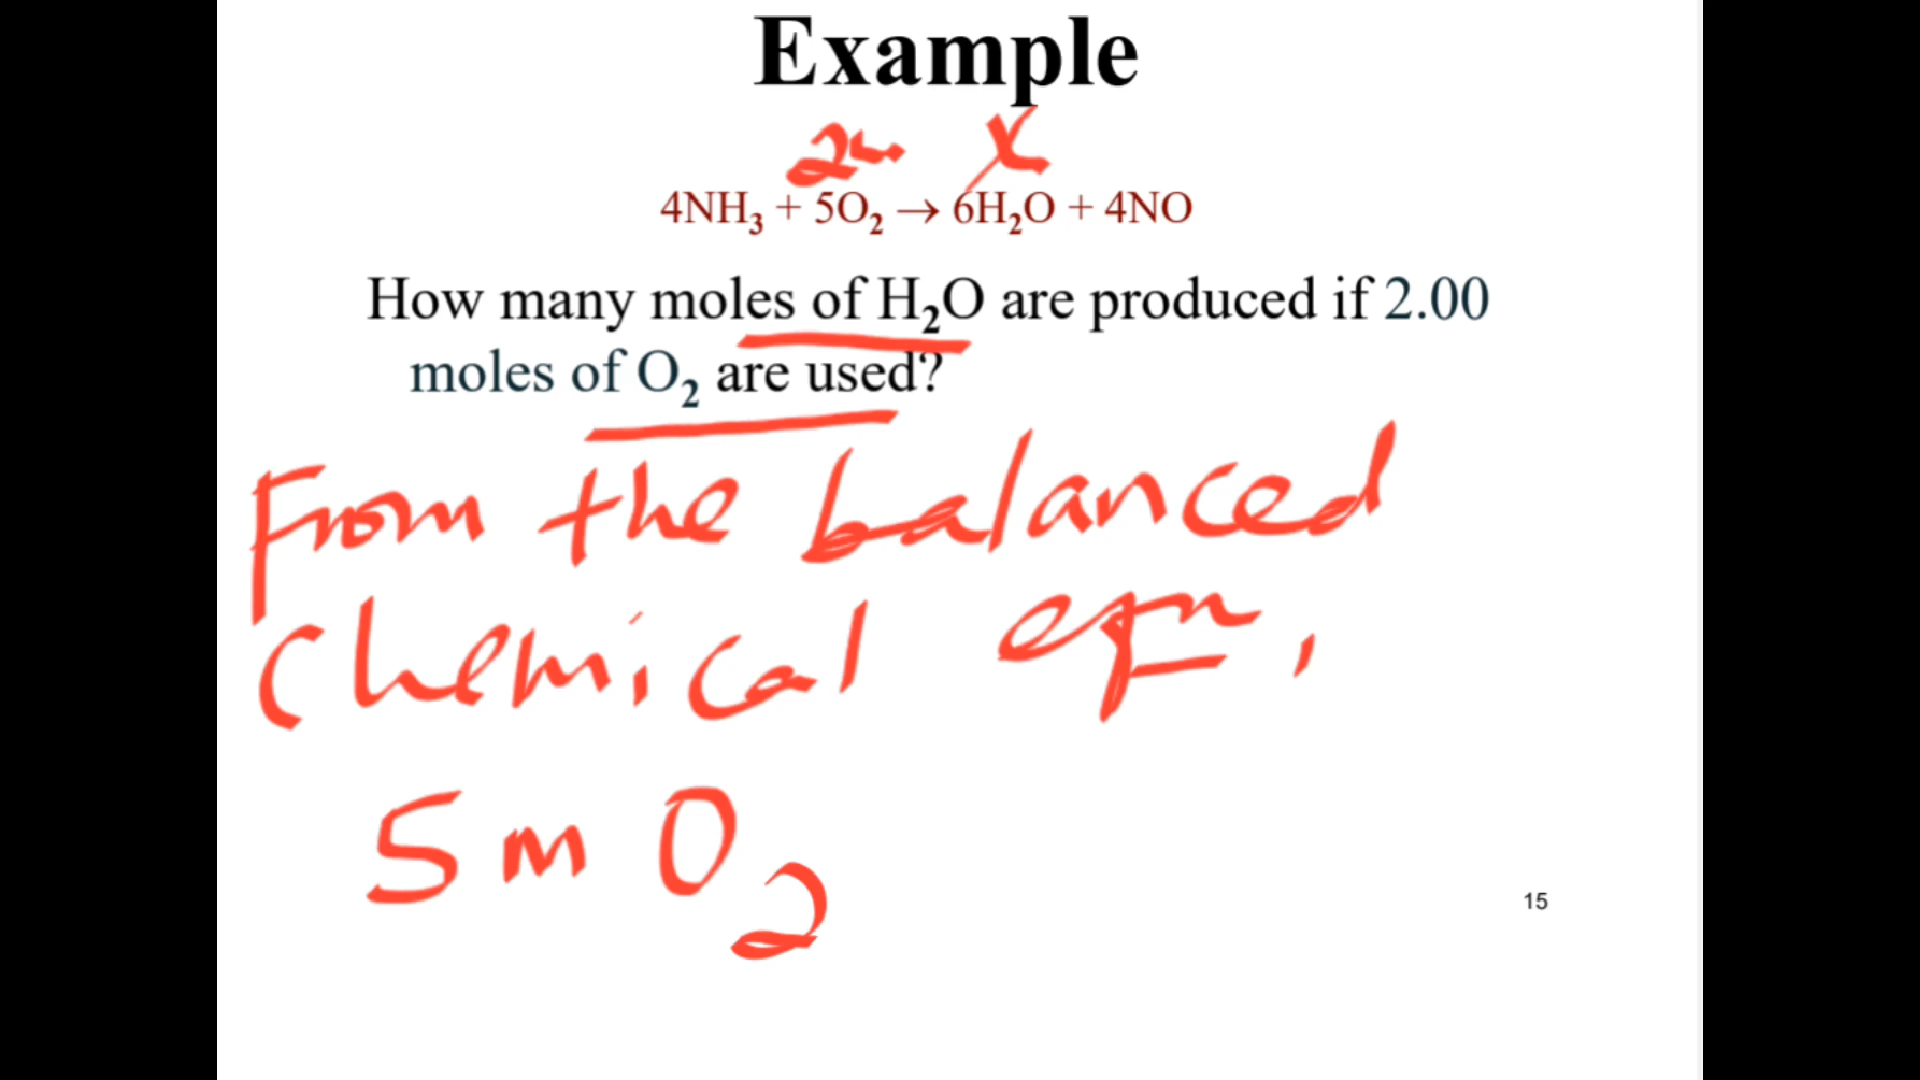 Example
2m x
4NH₃ + 5O₂ → 6H₂O + 4NO
How many moles of H₂O are produced if 2.00
moles of O₂ are used?
From the balanced
chemical eqn,
5 m O₂
15